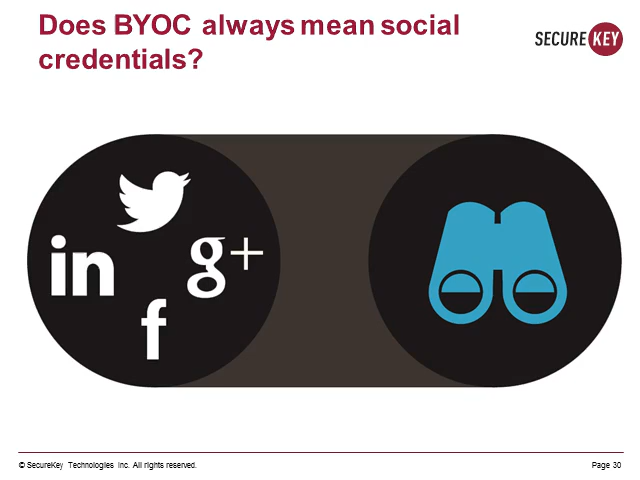 Does BYOC always mean social
credentials?
SECURE KEY
in
g+
f
© SecureKey Technologies Inc. All rights reserved.
Page 30